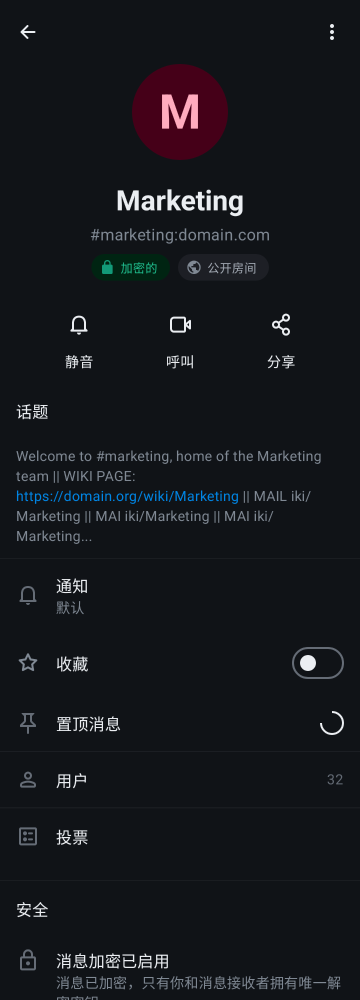 M
Marketing
#marketing:domain.com
加密的
公开房间
静音
呼叫
分享
话题
Welcome to #marketing, home of the Marketing
team || WIKI PAGE:
https://domain.org/wiki/Marketing || MAIL iki/
Marketing || MAI iki/Marketing || MAI iki/
Marketing...
通知
默认
收藏
置顶消息
用户
32
投票
安全
消息加密已启用
消息已加密，只有你和消息接收者拥有唯一解